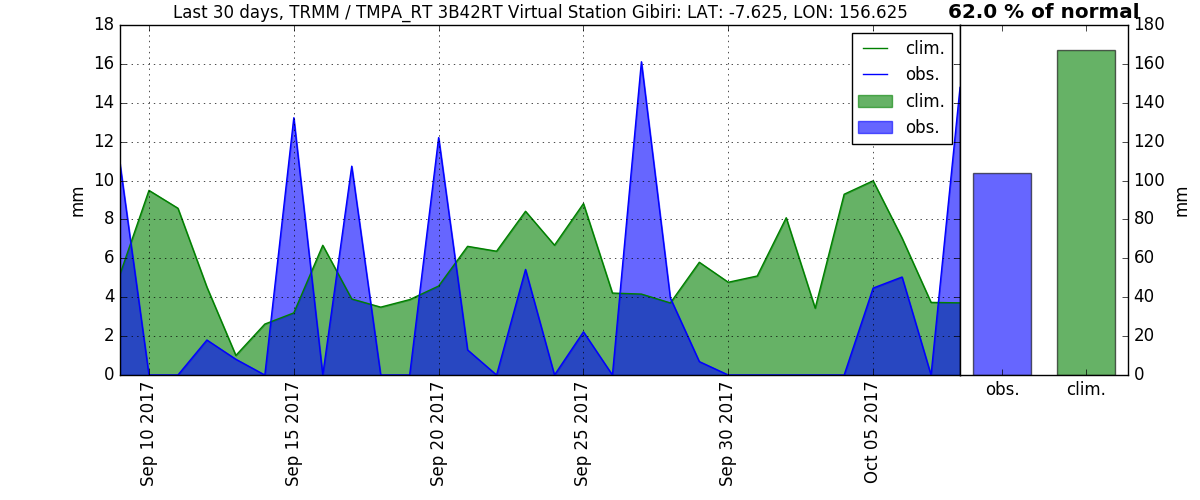 Last 30 days, TRMM / TMPA_RT 3B42RT Virtual Station Gibiri: LAT: -7.625, LON: 156.625
62.0 % of normal
18
16
14
12
10
8
6
4
2
0
mm
clim.
obs.
clim.
obs.
180
160
140
120
100
80
60
40
20
0
mm
Sep 10 2017
Sep 15 2017
Sep 20 2017
Sep 25 2017
Sep 30 2017
Oct 05 2017
obs.
clim.